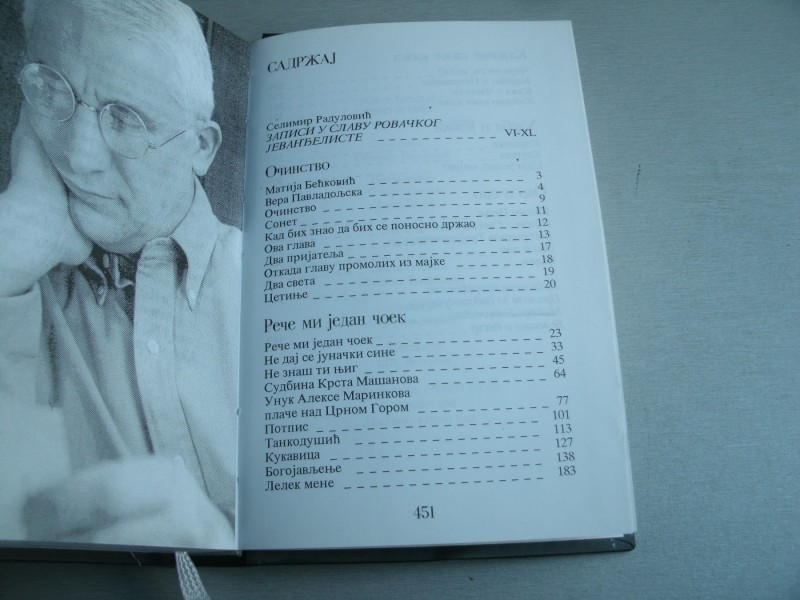 САДРЖАЈ
Селимир Радуловић
ЗАПИСИ У СЛАВУ РОВАЧКОГ
ЈЕВАНЂЕЛИСТЕ VI-XL
Очинство
Матија Бећковић 3
Вера Павладољска 4
Очинство 9
Сонет 11
Кад бих знао да бих се поносно држао 12
Ова глава 13
Два пријатеља 17
Откада главу промолих из мајке 18
Два света 19
Цетиње 20
Рече ми један чоек
Рече ми један чоек 23
Не дај се јуначки сине 33
Не знаш ти њиг 45
Судбина Крста Машанова 64
Унук Алексе Маринкова
плаче над Црном Гором 77
Потпис 101
Танкодушић 113
Кукавица 127
Богојављење 138
Лелек мене 183
451